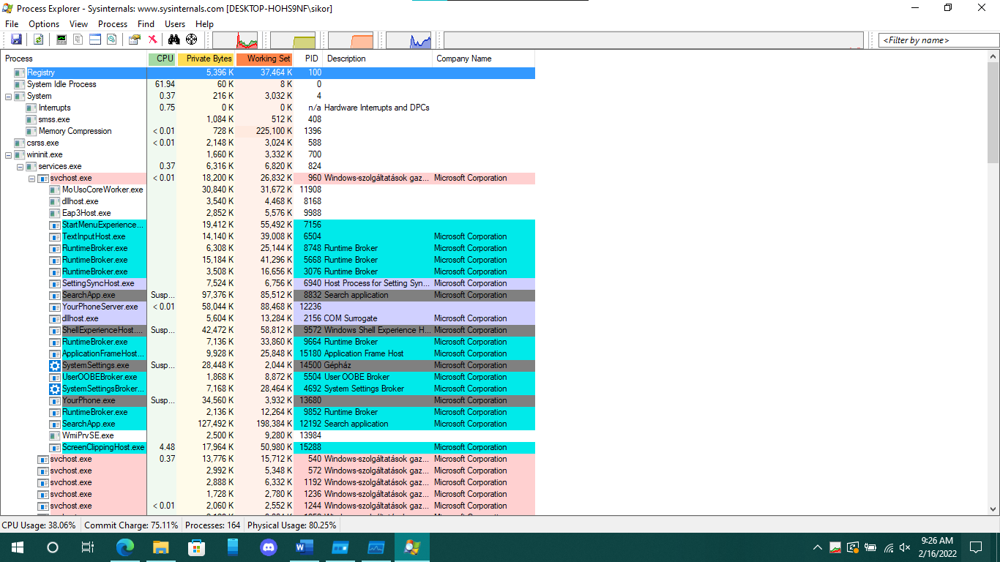 Process Explorer - Sysinternals: www.sysinternals.com [DESKTOP-HOHS9NF\sikor]
File Options View Process Find Users Help
<Filter by name>
Process CPU Private Bytes Working Set PID Description Company Name
Registry 5,396 K 37,464 K 100
System Idle Process 61.94 60 K 8 K 0
System 0.37 216 K 3,032 K 4
Interrupts 0.75 0 K 0 K n/a Hardware Interrupts and DPCs
smss.exe 1,084 K 512 K 408
Memory Compression < 0.01 728 K 225,100 K 1396
csrss.exe < 0.01 2,148 K 3,024 K 588
wininit.exe 1,660 K 3,332 K 700
services.exe 0.37 6,316 K 6,820 K 824
svchost.exe < 0.01 18,200 K 26,832 K 960 Windows-szolgáltatások gaz... Microsoft Corporation
MoUsoCoreWorker.exe 30,840 K 31,672 K 11908
dllhost.exe 3,540 K 4,468 K 8168
Eap3Host.exe 2,852 K 5,576 K 9988
StartMenuExperience... 19,412 K 55,492 K 7156
TextInputHost.exe 14,140 K 39,008 K 6504 Microsoft Corporation
RuntimeBroker.exe 6,308 K 25,144 K 8748 Runtime Broker Microsoft Corporation
RuntimeBroker.exe 15,184 K 41,296 K 5668 Runtime Broker Microsoft Corporation
RuntimeBroker.exe 3,508 K 16,656 K 3076 Runtime Broker Microsoft Corporation
SettingSyncHost.exe 7,524 K 6,756 K 6940 Host Process for Setting Syn... Microsoft Corporation
SearchApp.exe Susp... 97,376 K 85,512 K 8832 Search application Microsoft Corporation
YourPhoneServer.exe < 0.01 58,044 K 88,468 K 12236
dllhost.exe 5,604 K 13,284 K 2156 COM Surrogate Microsoft Corporation
ShellExperienceHost.... Susp... 42,472 K 58,812 K 9572 Windows Shell Experience H... Microsoft Corporation
RuntimeBroker.exe 7,136 K 33,860 K 9664 Runtime Broker Microsoft Corporation
ApplicationFrameHost... 9,928 K 25,848 K 15180 Application Frame Host Microsoft Corporation
SystemSettings.exe Susp... 28,448 K 2,044 K 14500 Gépház Microsoft Corporation
UserOOBEBroker.exe 1,868 K 8,872 K 5504 User OOBE Broker Microsoft Corporation
SystemSettingsBroker... 7,168 K 28,464 K 4692 System Settings Broker Microsoft Corporation
YourPhone.exe Susp... 34,560 K 3,932 K 13680 Microsoft Corporation
RuntimeBroker.exe 2,136 K 12,264 K 9852 Runtime Broker Microsoft Corporation
SearchApp.exe 127,492 K 198,384 K 12192 Search application Microsoft Corporation
WmiPrvSE.exe 2,500 K 9,280 K 13984
ScreenClippingHost.exe 4.48 17,964 K 50,980 K 15288 Microsoft Corporation
svchost.exe 0.37 13,776 K 15,712 K 540 Windows-szolgáltatások gaz... Microsoft Corporation
svchost.exe 2,992 K 5,348 K 572 Windows-szolgáltatások gaz... Microsoft Corporation
svchost.exe 2,888 K 6,332 K 1192 Windows-szolgáltatások gaz... Microsoft Corporation
svchost.exe 1,728 K 2,780 K 1236 Windows-szolgáltatások gaz... Microsoft Corporation
svchost.exe < 0.01 2,060 K 2,552 K 1244 Windows-szolgáltatások gaz... Microsoft Corporation
CPU Usage: 38.06% Commit Charge: 75.11% Processes: 164 Physical Usage: 80.25%
9:26 AM
2/16/2022